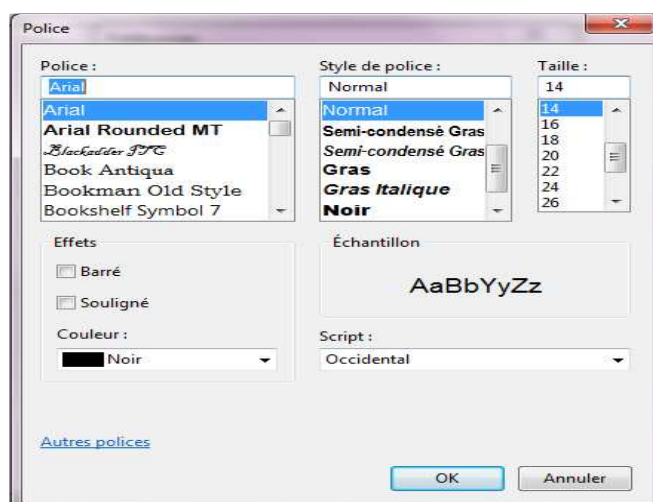 Police
Police :
Style de police :
Taille :
Arial
Normal
14
Arial
Arial Rounded MT
Blackadder ITC
Book Antiqua
Bookman Old Style
Bookshelf Symbol 7
Normal
Semi-condensé Gras
Semi-condensé Gras
Gras
Gras Italique
Noir
14
16
18
20
22
24
26
Effets
Barré
Souligné
Couleur :
Noir
Échantillon
AaBbYyZz
Script :
Occidental
Autres polices
OK
Annuler